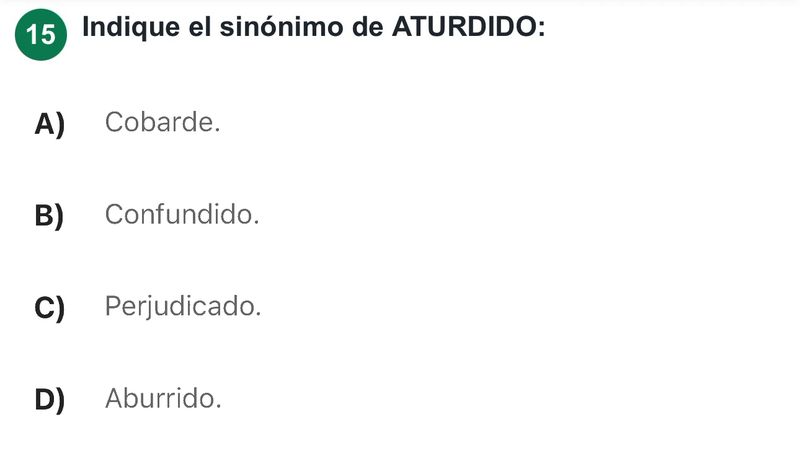 15 Indique el sinónimo de ATURDIDO:
A) Cobarde.
B) Confundido.
C) Perjudicado.
D) Aburrido.